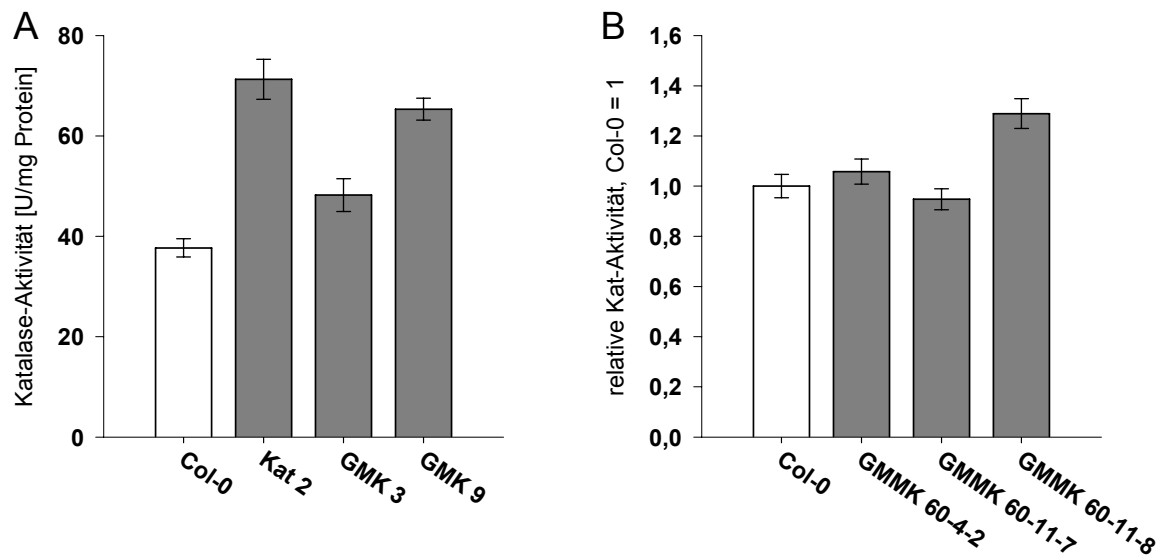 A
Katalase-Aktivität [U/mg Protein]
80
60
40
20
0
Col-0
Kat 2
GMK 3
GMK 9
B
relative Kat-Aktivität, Col-0 = 1
1,6
1,4
1,2
1,0
0,8
0,6
0,4
0,2
0,0
Col-0
GMMK 60-4-2
GMMK 60-11-7
GMMK 60-11-8